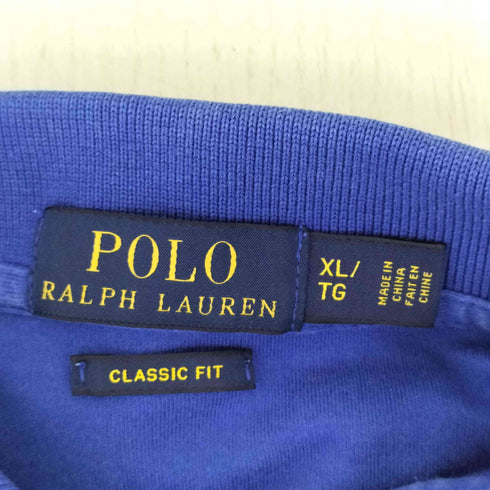 POLO
RALPH LAUREN
XL/
TG
MADE IN
CHINA
FAIT EN
CHINE
CLASSIC FIT